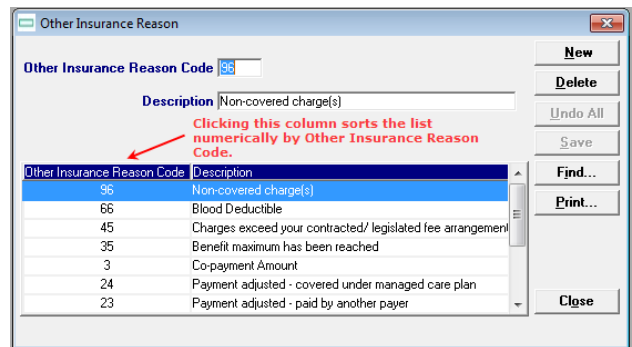 Other Insurance Reason
New
Other Insurance Reason Code 96
Delete
Description Non-covered charge(s)
Undo All
Clicking this column sorts the list
numerically by Other Insurance Reason
Code.
Save
Other Insurance Reason Code Description
Find...
96 Non-covered charge(s)
Print...
66 Blood Deductible
45 Charges exceed your contracted/ legislated fee arrangement
35 Benefit maximum has been reached
3 Co-payment Amount
24 Payment adjusted - covered under managed care plan
23 Payment adjusted - paid by another payer
Close